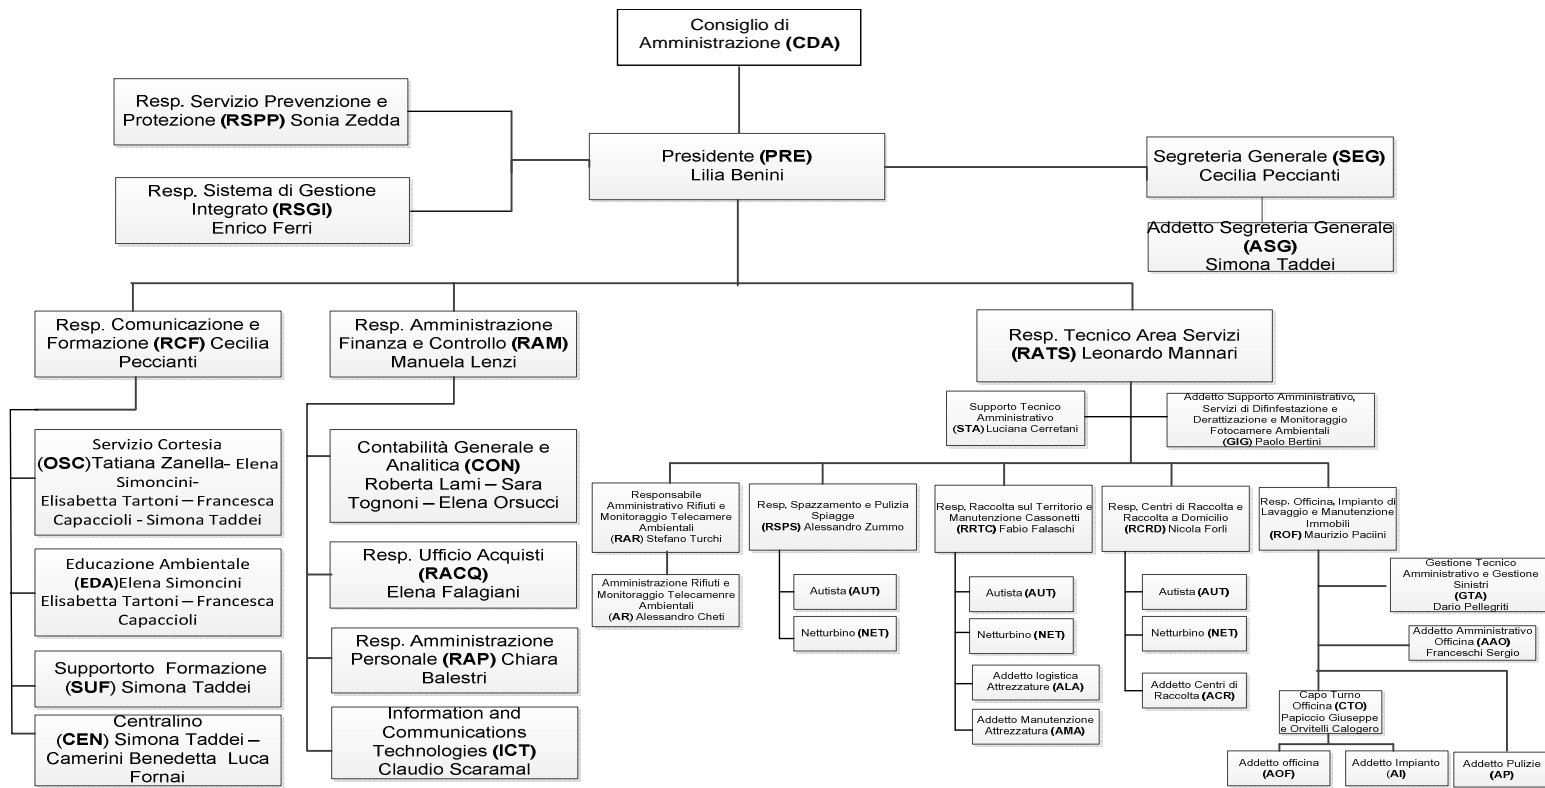 Consiglio di
Amministrazione (CDA)
Resp. Servizio Prevenzione e
Protezione (RSPP) Sonia Zedda
Presidente (PRE)
Lilia Benini
Segreteria Generale (SEG)
Cecilia Peccianti
Resp. Sistema di Gestione
Integrato (RSGI)
Enrico Ferri
Addetto Segreteria Generale
(ASG)
Simona Taddei
Resp. Comunicazione e
Formazione (RCF) Cecilia
Peccianti
Resp. Amministrazione
Finanza e Controllo (RAM)
Manuela Lenzi
Resp. Tecnico Area Servizi
(RATS) Leonardo Mannari
Supporto Tecnico
Amministrativo
(STA) Luciana Cerretani
Addetto Supporto Amministrativo,
Servizi di Difinfestazione e
Derattizzazione e Monitoraggio
Fotocamere Ambientali
(GIG) Paolo Bertini
Servizio Cortesia
(OSC)Tatiana Zanella- Elena
Simoncini-
Elisabetta Tartoni – Francesca
Capaccioli - Simona Taddei
Educazione Ambientale
(EDA)Elena Simoncini
Elisabetta Tartoni – Francesca
Capaccioli
Supportorto Formazione
(SUF) Simona Taddei
Centralino
(CEN) Simona Taddei –
Camerini Benedetta Luca
Fornai
Contabilità Generale e
Analitica (CON)
Roberta Lami – Sara
Tognoni – Elena Orsucci
Resp. Ufficio Acquisti
(RACQ)
Elena Falagiani
Resp. Amministrazione
Personale (RAP) Chiara
Balestri
Information and
Communications
Technologies (ICT)
Claudio Scaramal
Responsabile
Amministrativo Rifiuti e
Monitoraggio Telecamere
Ambientali
(RAR) Stefano Turchi
Amministrazione Rifiuti e
Monitoraggio Telecamenre
Ambientali)
(AR) Alessandro Cheti
Resp, Spazzamento e Pulizia
Spiagge
(RSPS) Alessandro Zummo
Autista (AUT)
Netturbino (NET)
Resp, Raccolta sul Territorio e
Manutenzione Cassonetti
(RRTC) Fabio Falaschi
Autista (AUT)
Netturbino (NET)
Addetto logistica
Attrezzature (ALA)
Addetto Manutenzione
Attrezzatura (AMA)
Resp, Centri di Raccolta e
Raccolta a Domicilio
(RCRD) Nicola Forlì
Autista (AUT)
Netturbino (NET)
Addetto Centri di
Raccolta (ACR)
Resp. Officina, Impianto di
Lavaggio e Manutenzione
Immobili
(ROF) Maurizio Paciini
Gestione Tecnico
Amministrativo e Gestione
Sinistri
(GTA)
Dario Pellegriti
Addetto Amministrativo
Officina (AAO)
Franceschi Sergio
Capo Turno
Officina (CTO)
Papiccio Giuseppe
e Orvitelli Calogero
Addetto officina
(AOF)
Addetto Impianto
(AI)
Addetto Pulizie
(AP)